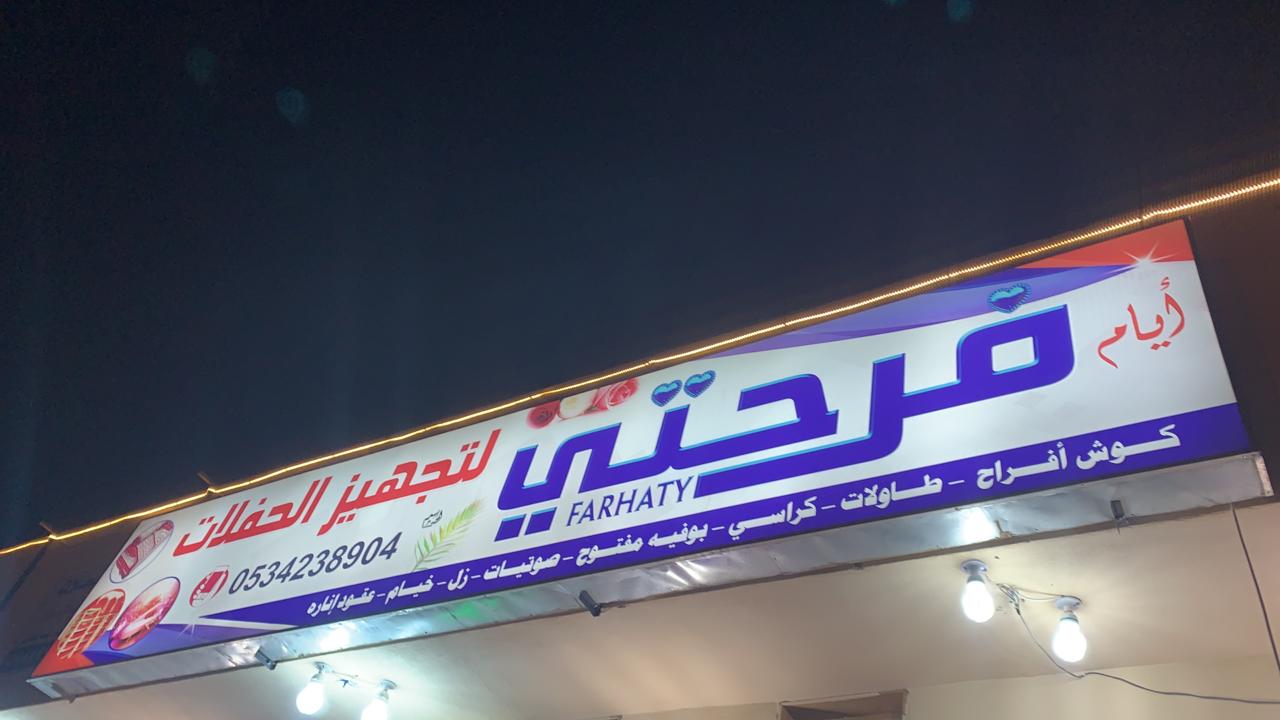 أيام
فرحتي
FARHATY
لتجهيز الحفلات
0534238904
كوش أفراح - طاولات - كراسي - بوفيه مفتوح - صوتيات - زل - خيام - عقود إناره